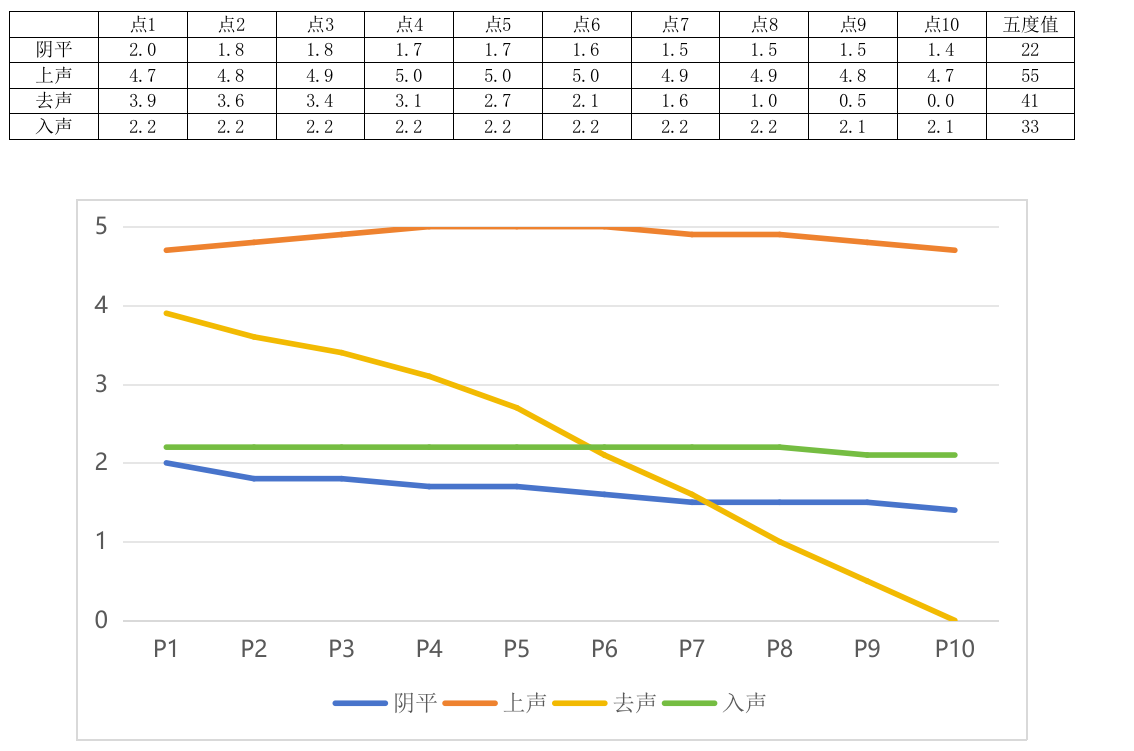 点1 点2 点3 点4 点5 点6 点7 点8 点9 点10 五度值
阴平 2.0 1.8 1.8 1.7 1.7 1.6 1.5 1.5 1.5 1.4 22
上声 4.7 4.8 4.9 5.0 5.0 5.0 4.9 4.9 4.8 4.7 55
去声 3.9 3.6 3.4 3.1 2.7 2.1 1.6 1.0 0.5 0.0 41
入声 2.2 2.2 2.2 2.2 2.2 2.2 2.2 2.2 2.1 2.1 33
5
4
3
2
1
0
P1 P2 P3 P4 P5 P6 P7 P8 P9 P10
阴平 上声 去声 入声